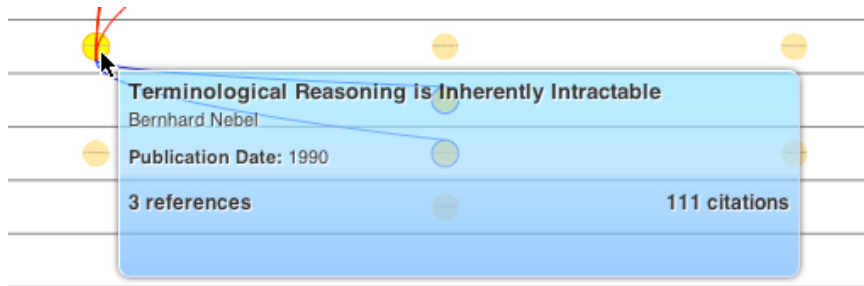 Terminological Reasoning is Inherently Intractable
Bernhard Nebel
Publication Date: 1990
3 references 111 citations